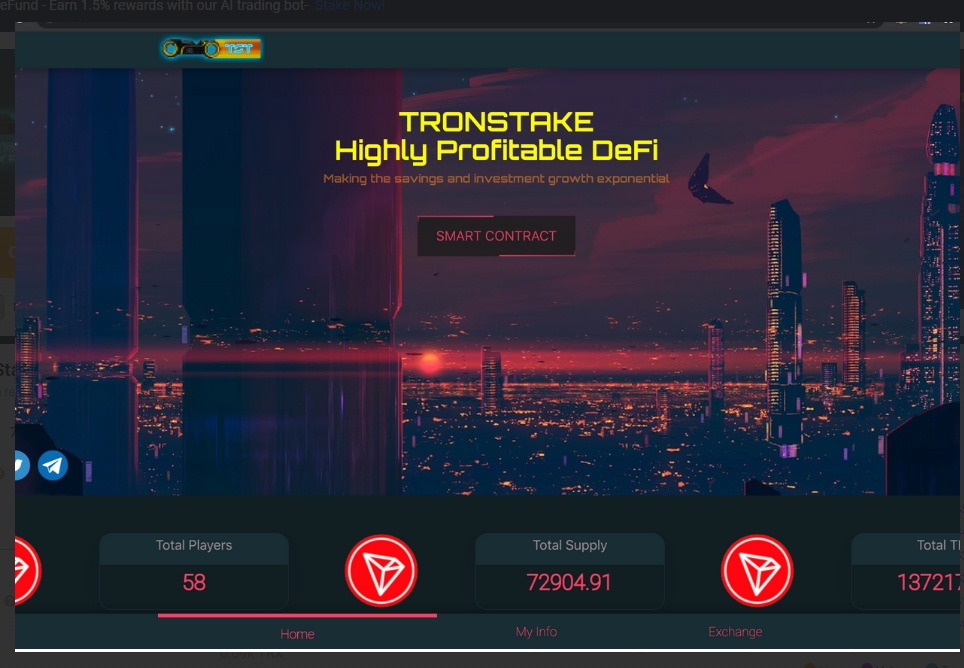 eFund - Earn 1.5% rewards with our AI trading bot- Stake Now!
TST
TRONSTAKE
Highly Profitable DeFi
Making the savings and investment growth exponential
SMART CONTRACT
Total Players
58
Total Supply
72904.91
Total T
137217
Home
My Info
Exchange